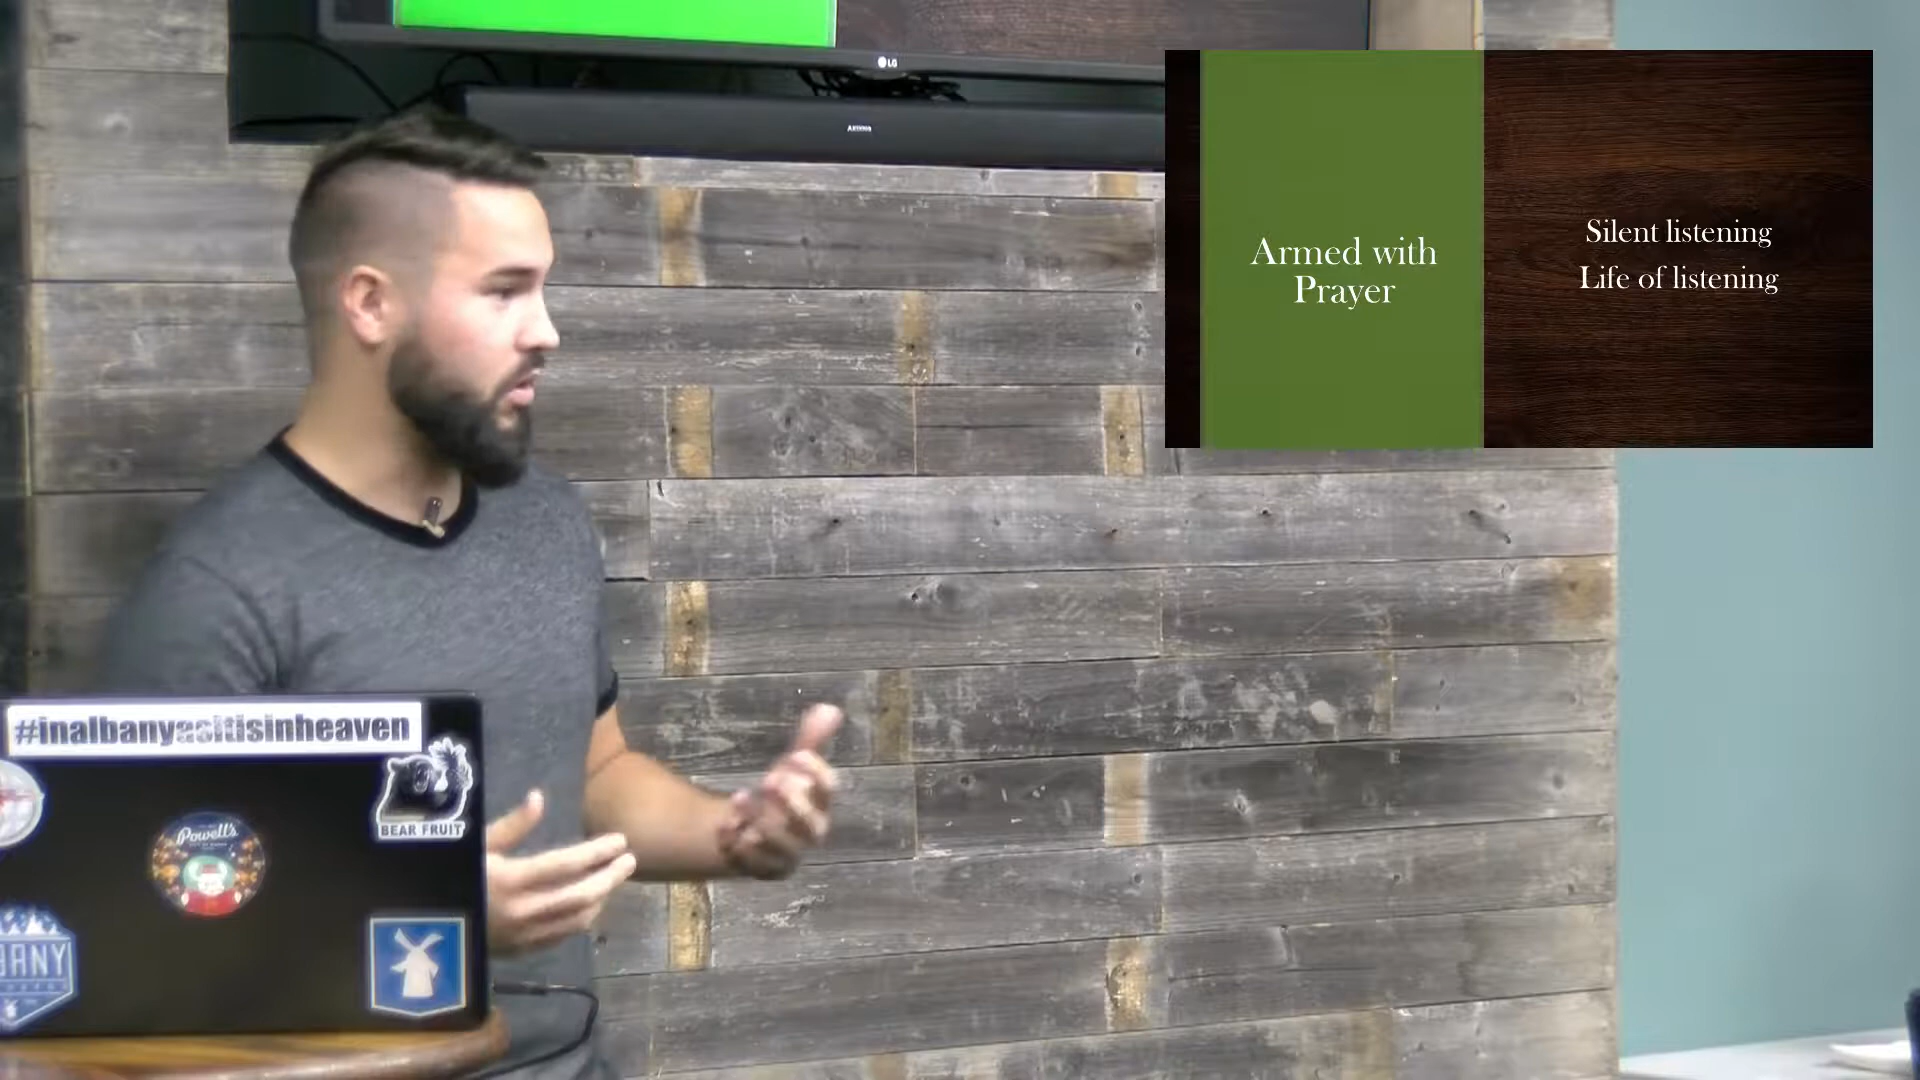 LG
Armed with
Prayer
Silent listening
Life of listening
#inalbanyasitisinheaven
BEAR FRUIT
Powell's